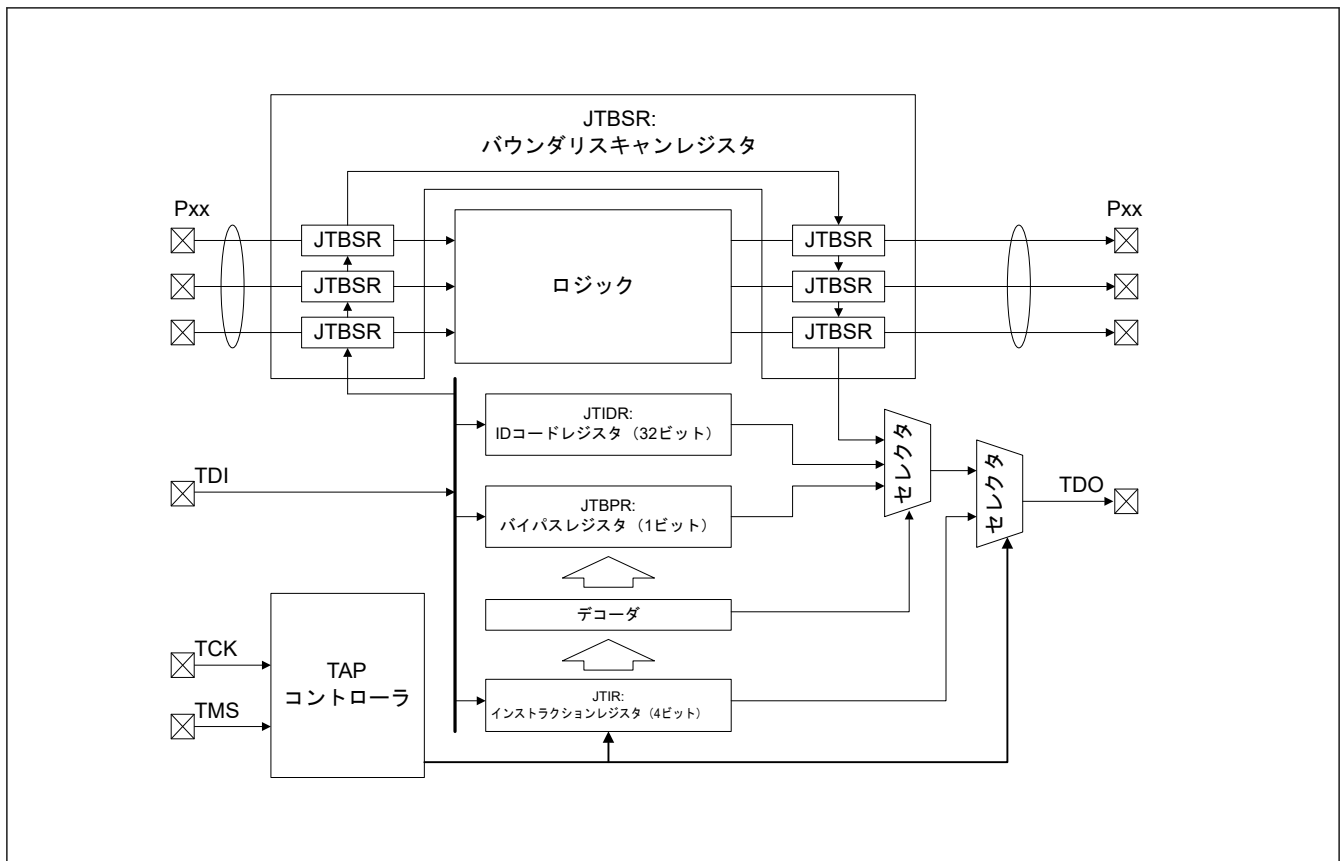 JTBSR:
バウンダリスキャンレジスタ
Pxx
Pxx
JTBSR
JTBSR
JTBSR
ロジック
JTBSR
JTBSR
JTBSR
JTIDR:
IDコードレジスタ（32ビット）
TDI
JTBPR:
バイパスレジスタ（1ビット）
セレクタ
セレクタ
TDO
デコーダ
TCK
TMS
TAP
コントローラ
JTIR:
インストラクションレジスタ（4ビット）